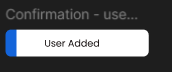 Confirmation - use...
User Added